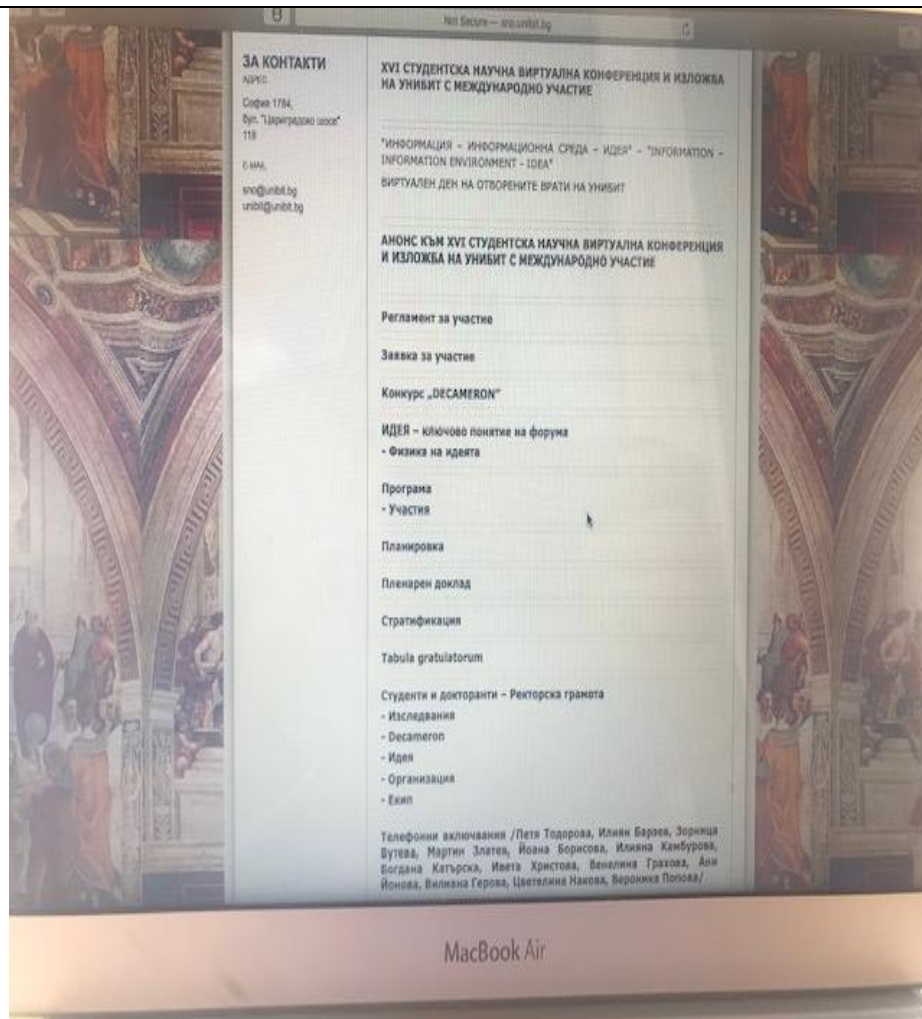 Not Secure — sno.unibit.bg
ЗА КОНТАКТИ
АДРЕС
София 1784,
бул. "Цариградско шосе"
119
E-MAIL
sno@unibit.bg
unibit@unibit.bg
XVI СТУДЕНТСКА НАУЧНА ВИРТУАЛНА КОНФЕРЕНЦИЯ И ИЗЛОЖБА
НА УНИБИТ С МЕЖДУНАРОДНО УЧАСТИЕ
"ИНФОРМАЦИЯ – ИНФОРМАЦИОННА СРЕДА – ИДЕЯ" – "INFORMATION –
INFORMATION ENVIRONMENT - IDEA"
ВИРТУАЛЕН ДЕН НА ОТВОРЕНИТЕ ВРАТИ НА УНИБИТ
АНОНС КЪМ XVI СТУДЕНТСКА НАУЧНА ВИРТУАЛНА КОНФЕРЕНЦИЯ
И ИЗЛОЖБА НА УНИБИТ С МЕЖДУНАРОДНО УЧАСТИЕ
Регламент за участие
Заявка за участие
Конкурс „DECAMERON"
ИДЕЯ – ключово понятие на форума
- Физика на идеята
Програма
- Участия
Планировка
Пленарен доклад
Стратификация
Tabula gratulatorum
Студенти и докторанти – Ректорска грамота
- Изследвания
- Decameron
- Идея
- Организация
- Екип
Телефонни включвания /Петя Тодорова, Илиян Барзев, Зорница
Вутева, Мартин Златев, Йоана Борисова, Илияна Камбурова,
Богдана Катърска, Ивета Христова, Венелина Грахова, Ани
Йонова, Вилиана Герова, Цветелина Накова, Вероника Попова/
MacBook Air